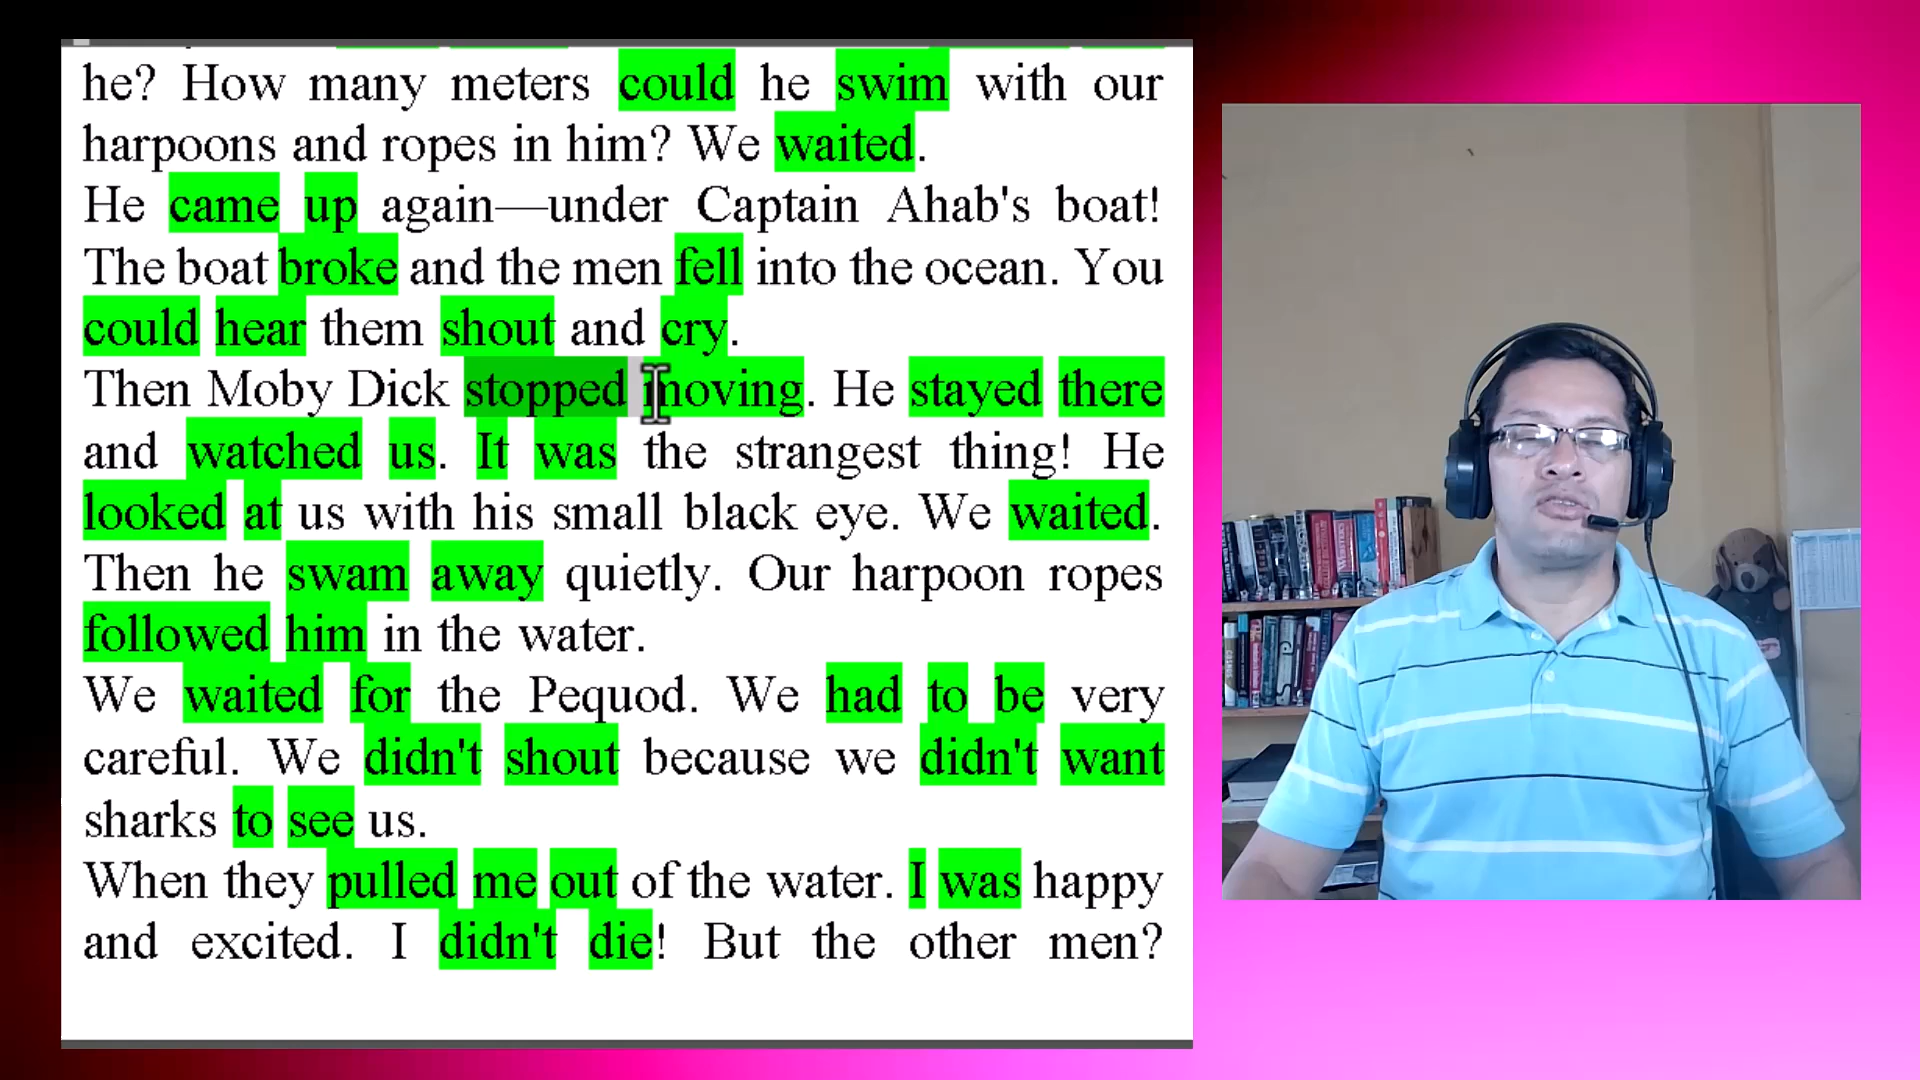 he? How many meters could he swim with our
harpoons and ropes in him? We waited.
He came up again—under Captain Ahab's boat!
The boat broke and the men fell into the ocean. You
could hear them shout and cry.
Then Moby Dick stopped moving. He stayed there
and watched us. It was the strangest thing! He
looked at us with his small black eye. We waited.
Then he swam away quietly. Our harpoon ropes
followed him in the water.
We waited for the Pequod. We had to be very
careful. We didn't shout because we didn't want
sharks to see us.
When they pulled me out of the water. I was happy
and excited. I didn't die! But the other men?